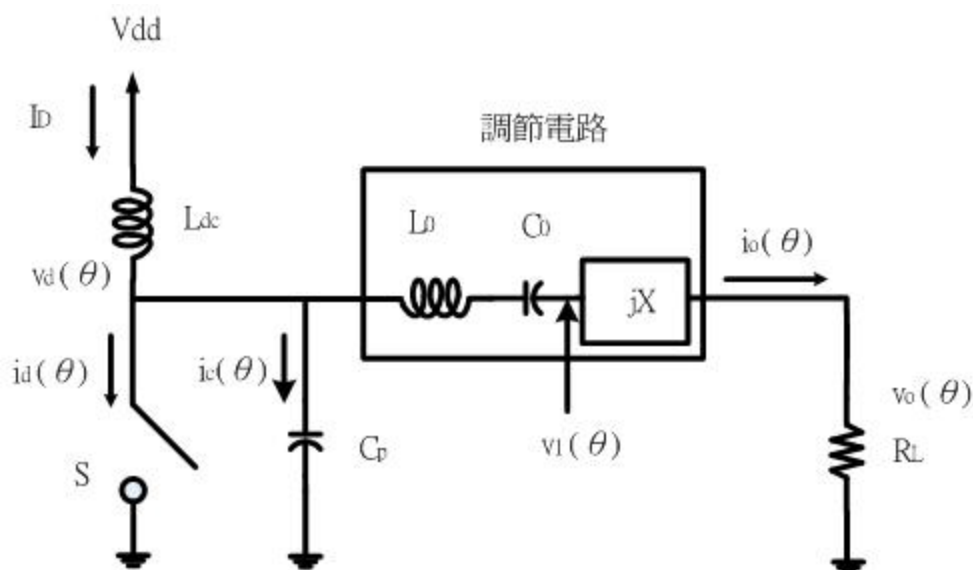 Vdd
ID
調節電路
Ldc
L0
C0
io(θ)
vd(θ)
jX
id(θ)
ic(θ)
vo(θ)
Cp
v1(θ)
RL
S